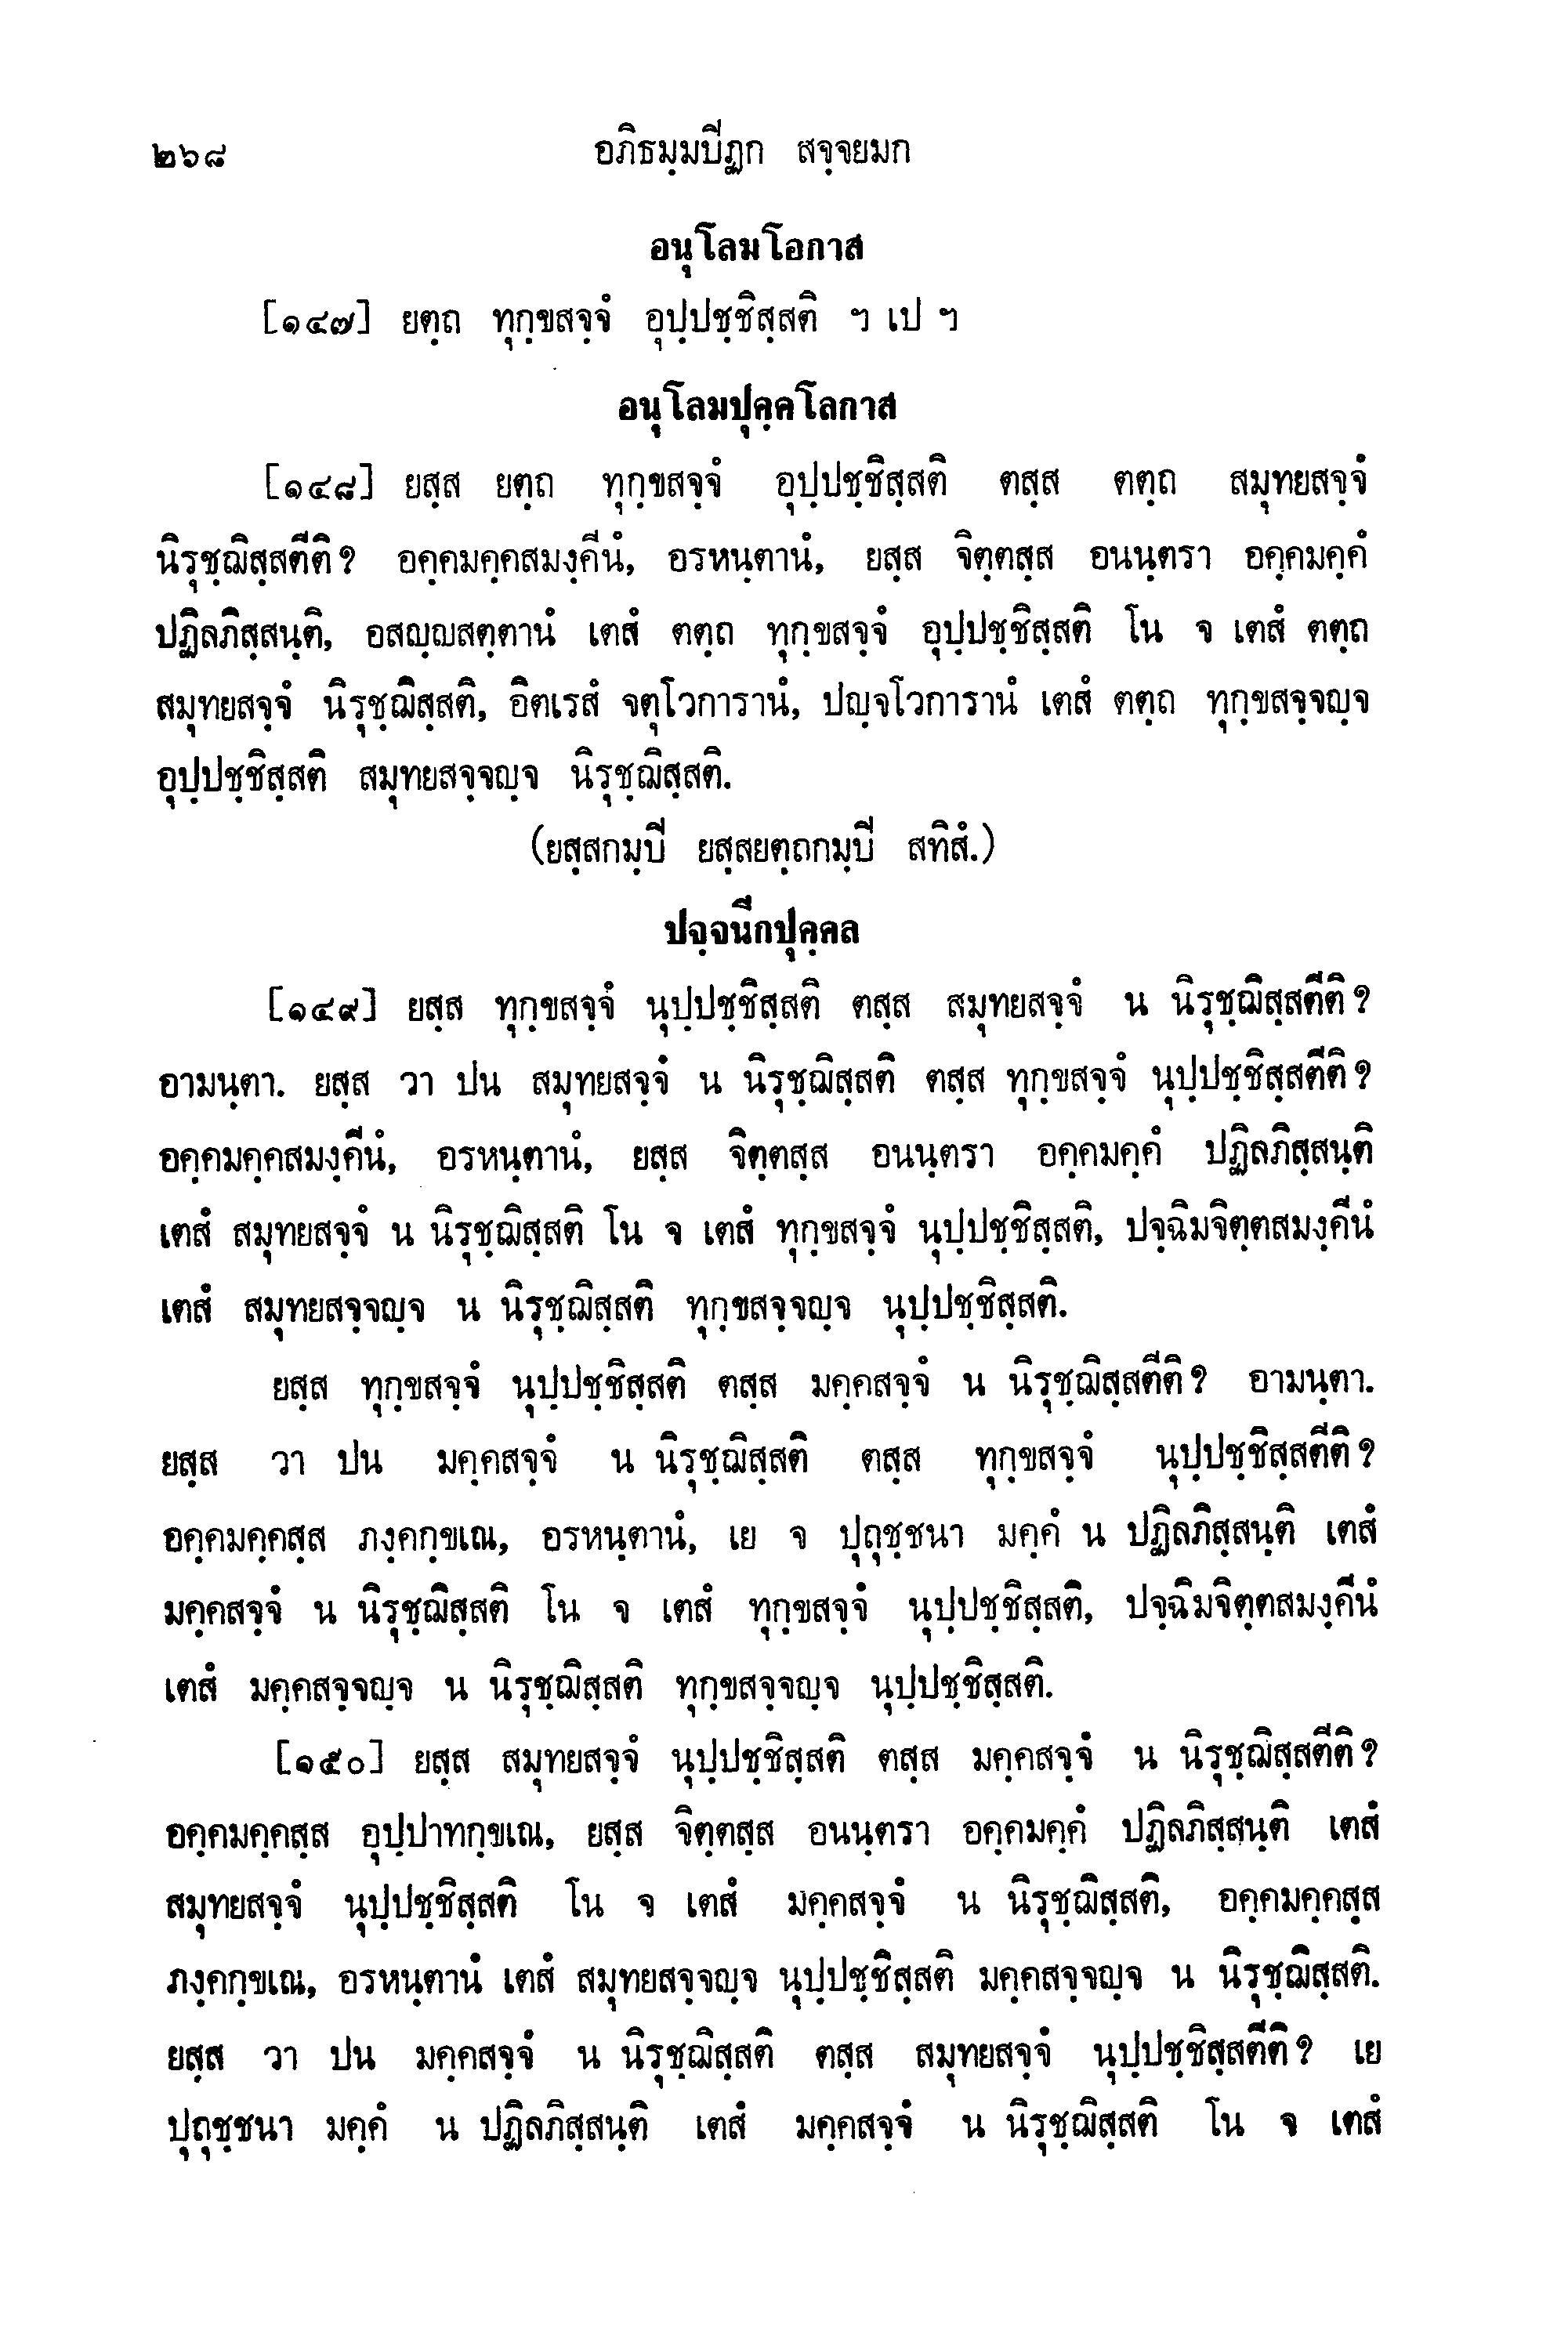 ๒๖๘ อภิธมฺมปีฏก สจฺจยมก
อนุโลมโอกาส
[๑๔๗] ยตฺถ ทุกฺขสจฺจํ อุปฺปชฺชิสฺสติ ฯ เป ฯ
อนุโลมปุคฺคโลกาส
[๑๔๘] ยสฺส ยตฺถ ทุกฺขสจฺจํ อุปฺปชฺชิสฺสติ ตสฺส ตตฺถ สมุทยสจฺจํ
นิรุชฺฌิสฺสตีติ? อคฺคมคฺคสมงฺคีนํ, อรหนฺตานํ, ยสฺส จิตฺตสฺส อนนฺตรา อคฺคมคฺคํ
ปฏิลภิสฺสนฺติ, อสญฺญสตฺตานํ เตสํ ตตฺถ ทุกฺขสจฺจํ อุปฺปชฺชิสฺสติ โน จ เตสํ ตตฺถ
สมุทยสจฺจํ นิรุชฺฌิสฺสติ, อิตเรสํ จตุโวการานํ, ปญฺจโวการานํ เตสํ ตตฺถ ทุกฺขสจฺจญฺจ
อุปฺปชฺชิสฺสติ สมุทยสจฺจญฺจ นิรุชฺฌิสฺสติ.
(ยสฺสกมฺปี ยสฺสยตฺถกมฺปี สทิสํ.)
ปจฺจนีกปุคฺคล
[๑๔๙] ยสฺส ทุกฺขสจฺจํ นุปฺปชฺชิสฺสติ ตสฺส สมุทยสจฺจํ น นิรุชฺฌิสฺสตีติ?
อามนฺตา. ยสฺส วา ปน สมุทยสจฺจํ น นิรุชฺฌิสฺสติ ตสฺส ทุกฺขสจฺจํ นุปฺปชฺชิสฺสตีติ?
อคฺคมคฺคสมงฺคีนํ, อรหนฺตานํ, ยสฺส จิตฺตสฺส อนนฺตรา อคฺคมคฺคํ ปฏิลภิสฺสนฺติ
เตสํ สมุทยสจฺจํ น นิรุชฺฌิสฺสติ โน จ เตสํ ทุกฺขสจฺจํ นุปฺปชฺชิสฺสติ, ปจฺฉิมจิตฺตสมงฺคีนํ
เตสํ สมุทยสจฺจญฺจ น นิรุชฺฌิสฺสติ ทุกฺขสจฺจญฺจ นุปฺปชฺชิสฺสติ.
ยสฺส ทุกฺขสจฺจํ นุปฺปชฺชิสฺสติ ตสฺส มคฺคสจฺจํ น นิรุชฺฌิสฺสตีติ? อามนฺตา.
ยสฺส วา ปน มคฺคสจฺจํ น นิรุชฺฌิสฺสติ ตสฺส ทุกฺขสจฺจํ นุปฺปชฺชิสฺสตีติ?
อคฺคมคฺคสฺส ภงฺคกฺขเณ, อรหนฺตานํ, เย จ ปุถุชฺชนา มคฺคํ น ปฏิลภิสฺสนฺติ เตสํ
มคฺคสจฺจํ น นิรุชฺฌิสฺสติ โน จ เตสํ ทุกฺขสจฺจํ นุปฺปชฺชิสฺสติ, ปจฺฉิมจิตฺตสมงฺคีนํ
เตสํ มคฺคสจฺจญฺจ น นิรุชฺฌิสฺสติ ทุกฺขสจฺจญฺจ นุปฺปชฺชิสฺสติ.
[๑๕๐] ยสฺส สมุทยสจฺจํ นุปฺปชฺชิสฺสติ ตสฺส มคฺคสจฺจํ น นิรุชฺฌิสฺสตีติ?
อคฺคมคฺคสฺส อุปฺปาทกฺขเณ, ยสฺส จิตฺตสฺส อนนฺตรา อคฺคมคฺคํ ปฏิลภิสฺสนฺติ เตสํ
สมุทยสจฺจํ นุปฺปชฺชิสฺสติ โน จ เตสํ มคฺคสจฺจํ น นิรุชฺฌิสฺสติ, อคฺคมคฺคสฺส
ภงฺคกฺขเณ, อรหนฺตานํ เตสํ สมุทยสจฺจญฺจ นุปฺปชฺชิสฺสติ มคฺคสจฺจญฺจ น นิรุชฺฌิสฺสติ.
ยสฺส วา ปน มคฺคสจฺจํ น นิรุชฺฌิสฺสติ ตสฺส สมุทยสจฺจํ นุปฺปชฺชิสฺสตีติ? เย
ปุถุชฺชนา มคฺคํ น ปฏิลภิสฺสนฺติ เตสํ มคฺคสจฺจํ น นิรุชฺฌิสฺสติ โน จ เตสํ